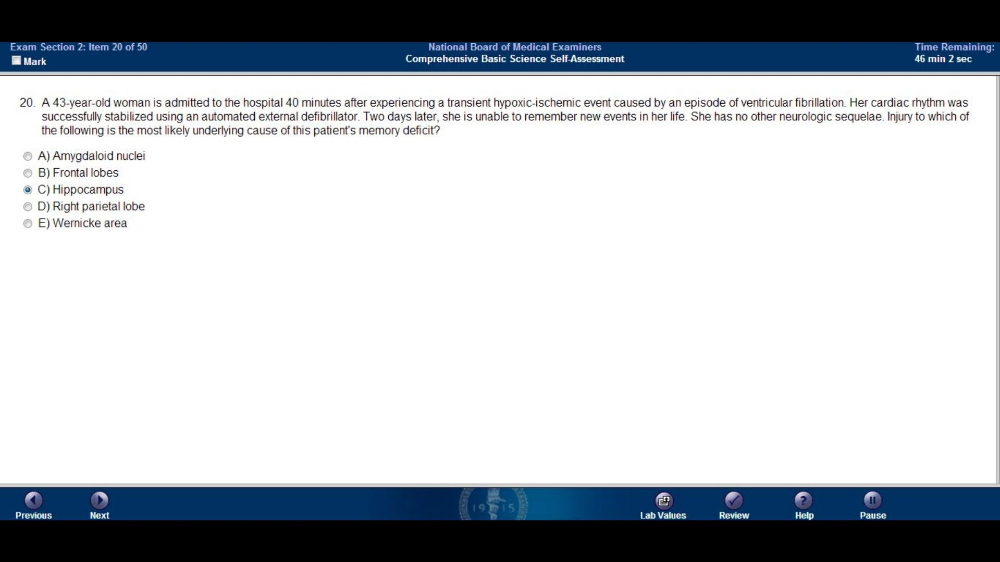 Exam Section 2: Item 20 of 50
National Board of Medical Examiners
Time Remaining:
Mark
Comprehensive Basic Science Self-Assessment
46 min 2 sec
20. A 43-year-old woman is admitted to the hospital 40 minutes after experiencing a transient hypoxic-ischemic event caused by an episode of ventricular fibrillation. Her cardiac rhythm was
successfully stabilized using an automated external defibrillator. Two days later, she is unable to remember new events in her life. She has no other neurologic sequelae. Injury to which of
the following is the most likely underlying cause of this patient's memory deficit?
A) Amygdaloid nuclei
B) Frontal lobes
C) Hippocampus
D) Right parietal lobe
E) Wernicke area
1915
Previous
Next
Lab Values
Review
Help
Pause